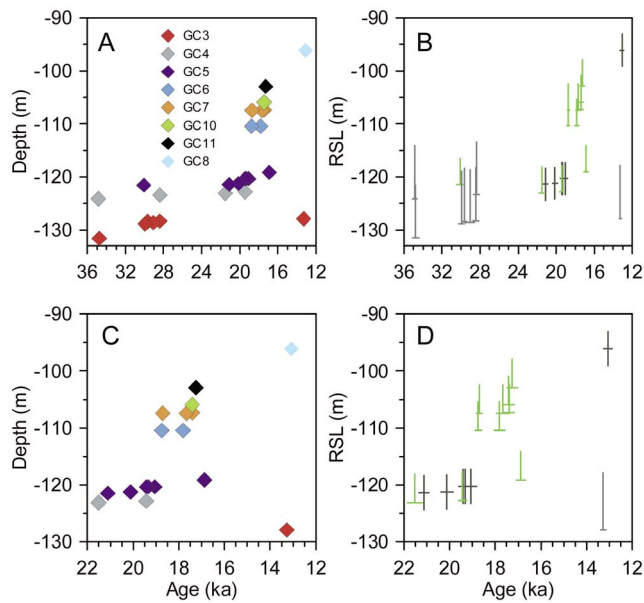 A
GC3
GC4
GC5
GC6
GC7
GC10
GC11
GC8
-90
-100
-110
-120
-130
Depth (m)
36 32 28 24 20 16 12
B
-90
-100
-110
-120
-130
RSL (m)
36 32 28 24 20 16 12
C
-90
-100
-110
-120
-130
Depth (m)
22 20 18 16 14 12
Age (ka)
D
-90
-100
-110
-120
-130
RSL (m)
22 20 18 16 14 12
Age (ka)